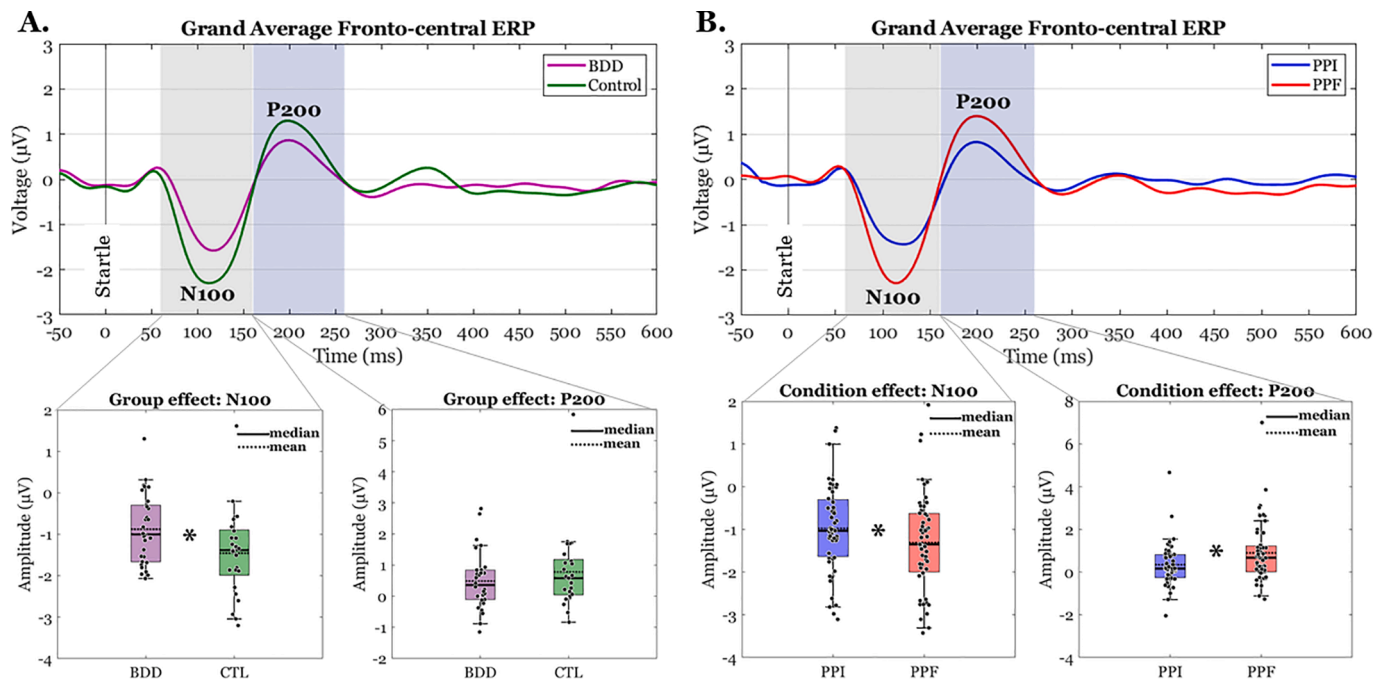 A.
Grand Average Fronto-central ERP
3
2
1
0
-1
-2
-3
Voltage (µV)
BDD
Control
P200
N100
Startle
-50 0 50 100 150 200 250 300 350 400 450 500 550 600
Time (ms)
Group effect: N100
2
1
0
-1
-2
-3
-4
Amplitude (µV)
median
mean
*
BDD CTL
Group effect: P200
6
5
4
3
2
1
0
-1
-2
Amplitude (µV)
median
mean
BDD CTL
B.
Grand Average Fronto-central ERP
3
2
1
0
-1
-2
-3
Voltage (µV)
PPI
PPF
P200
N100
Startle
-50 0 50 100 150 200 250 300 350 400 450 500 550 600
Time (ms)
Condition effect: N100
2
1
0
-1
-2
-3
-4
Amplitude (µV)
median
mean
*
PPI PPF
Condition effect: P200
8
6
4
2
0
-2
-4
Amplitude (µV)
median
mean
*
PPI PPF